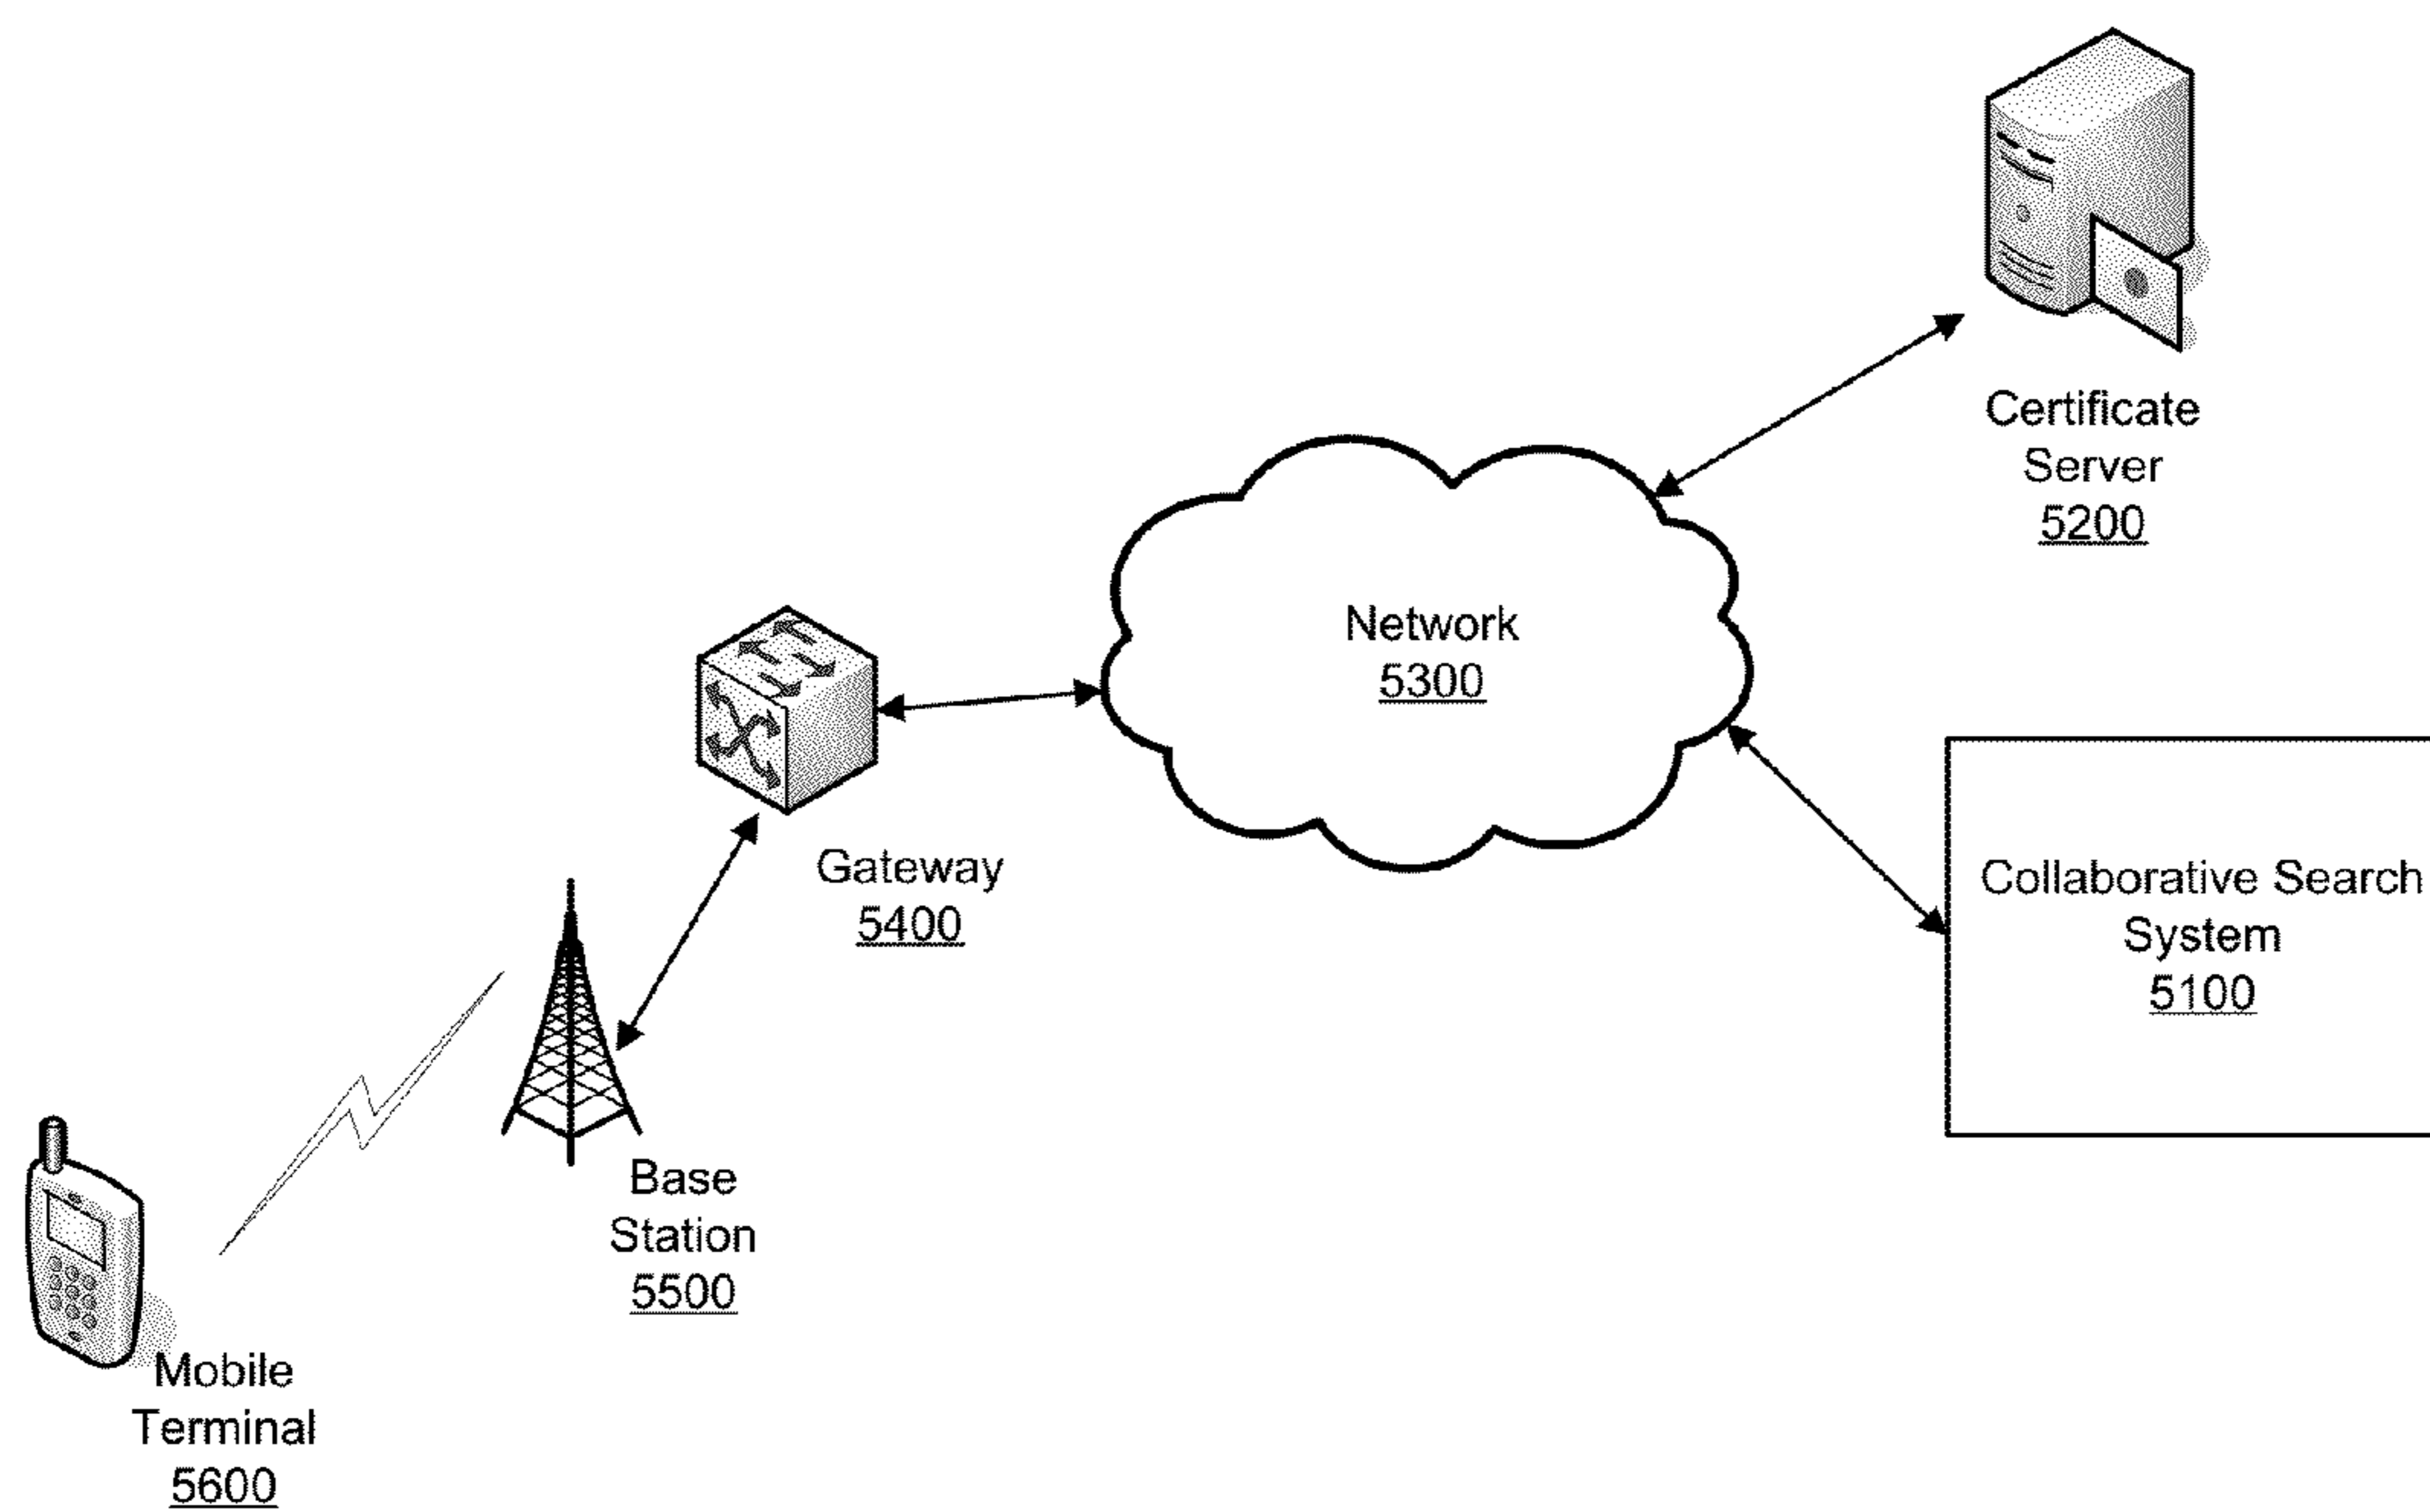 Certificate
Server
5200
Network
5300
Gateway
5400
Collaborative Search
System
5100
Base
Station
5500
Mobile
Terminal
5600